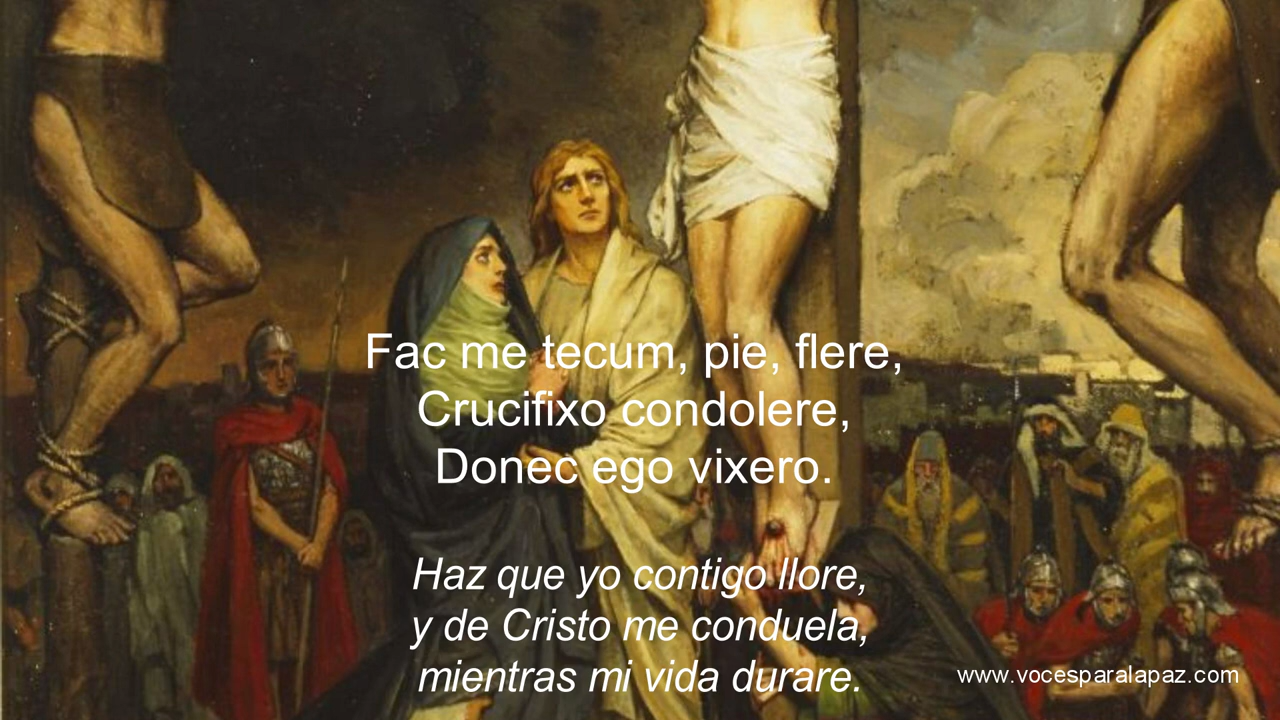 Fac me tecum, pie, flere,
Crucifixo condolere,
Donec ego vixero.
Haz que yo contigo llore,
y de Cristo me conduela,
mientras mi vida durare.
www.vocesparalapaz.com